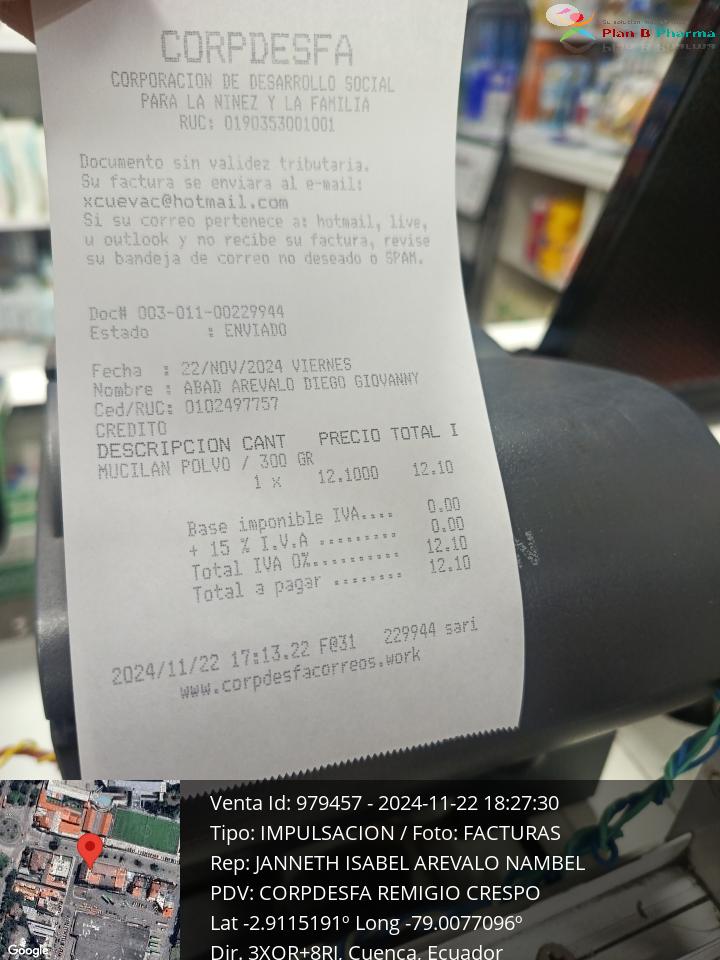 Su solution
Plan B Pharma
CORPDESFA
CORPORACION DE DESARROLLO SOCIAL
PARA LA NINEZ Y LA FAMILIA
RUC: 0190353001001
Documento sin validez tributaria.
Su factura se enviara al e-mail:
xcuevac@hotmail.com
Si su correo pertenece a: hotmail, live,
u outlook y no recibe su factura, revise
su bandeja de correo no deseado o SPAM.
Doc# 003-011-00229944
Estado : ENVIADO
Fecha : 22/NOV/2024 VIERNES
Nombre : ABAD AREVALO DIEGO GIOVANNY
Ced/RUC: 0102497757
CREDITO
DESCRIPCION CANT PRECIO TOTAL I
MUCILAN POLVO / 300 GR
1 x 12.1000 12.10
Base imponible IVA.... 0.00
+ 15 % I.V.A ......... 0.00
Total IVA 0%.......... 12.10
Total a pagar ........ 12.10
2024/11/22 17:13.22 F@31 229944 sari
www.corpdesfacorreos.work
Venta Id: 979457 - 2024-11-22 18:27:30
Tipo: IMPULSACION / Foto: FACTURAS
Rep: JANNETH ISABEL AREVALO NAMBEL
PDV: CORPDESFA REMIGIO CRESPO
Lat -2.9115191º Long -79.0077096º
Dir. 3XQR+8RJ, Cuenca, Ecuador
Google